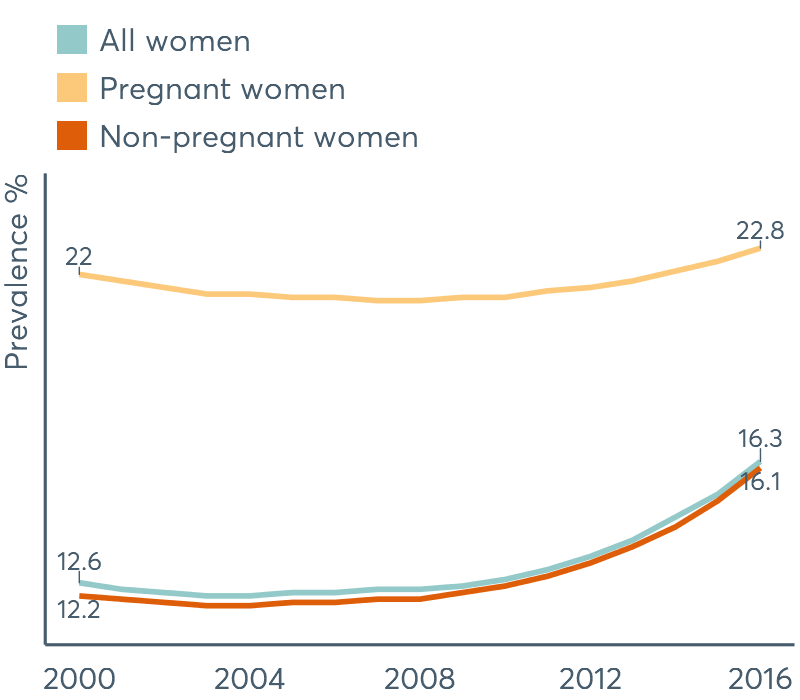 All women
Pregnant women
Non-pregnant women
Prevalence %
22
22.8
16.3
16.1
12.6
12.2
2000 2004 2008 2012 2016